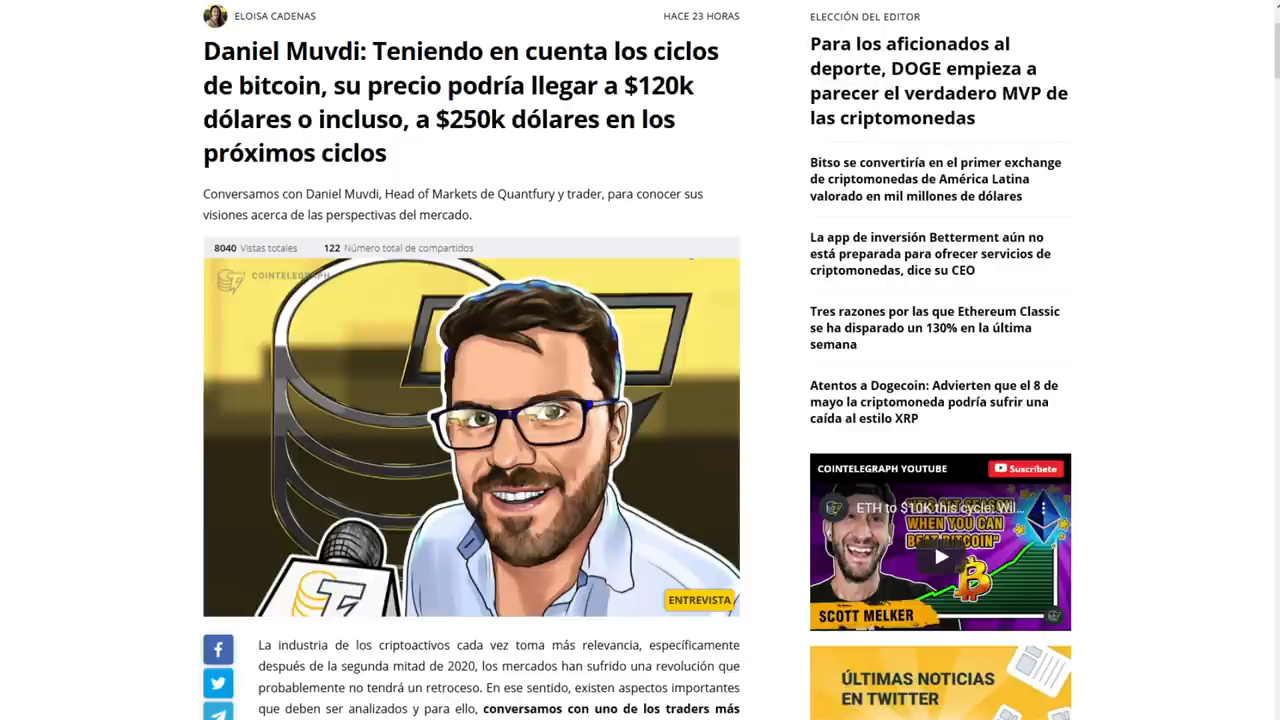 ELOISA CADENAS
HACE 23 HORAS
Daniel Muvdi: Teniendo en cuenta los ciclos
de bitcoin, su precio podría llegar a $120k
dólares o incluso, a $250k dólares en los
próximos ciclos
Conversamos con Daniel Muvdi, Head of Markets de Quantfury y trader, para conocer sus
visiones acerca de las perspectivas del mercado.
8040 Vistas totales 122 Número total de compartidos
COINTELEGRAPH
ENTREVISTA
La industria de los criptoactivos cada vez toma más relevancia, específicamente
después de la segunda mitad de 2020, los mercados han sufrido una revolución que
probablemente no tendrá un retroceso. En ese sentido, existen aspectos importantes
que deben ser analizados y para ello, conversamos con uno de los traders más
ELECCIÓN DEL EDITOR
Para los aficionados al
deporte, DOGE empieza a
parecer el verdadero MVP de
las criptomonedas
Bitso se convertiría en el primer exchange
de criptomonedas de América Latina
valorado en mil millones de dólares
La app de inversión Betterment aún no
está preparada para ofrecer servicios de
criptomonedas, dice su CEO
Tres razones por las que Ethereum Classic
se ha disparado un 130% en la última
semana
Atentos a Dogecoin: Advierten que el 8 de
mayo la criptomoneda podría sufrir una
caída al estilo XRP
COINTELEGRAPH YOUTUBE
Suscríbete
ETH to $10K this cycle: Wil...
WHEN YOU CAN
BEAT BITCOIN"
SCOTT MELKER
ÚLTIMAS NOTICIAS
EN TWITTER